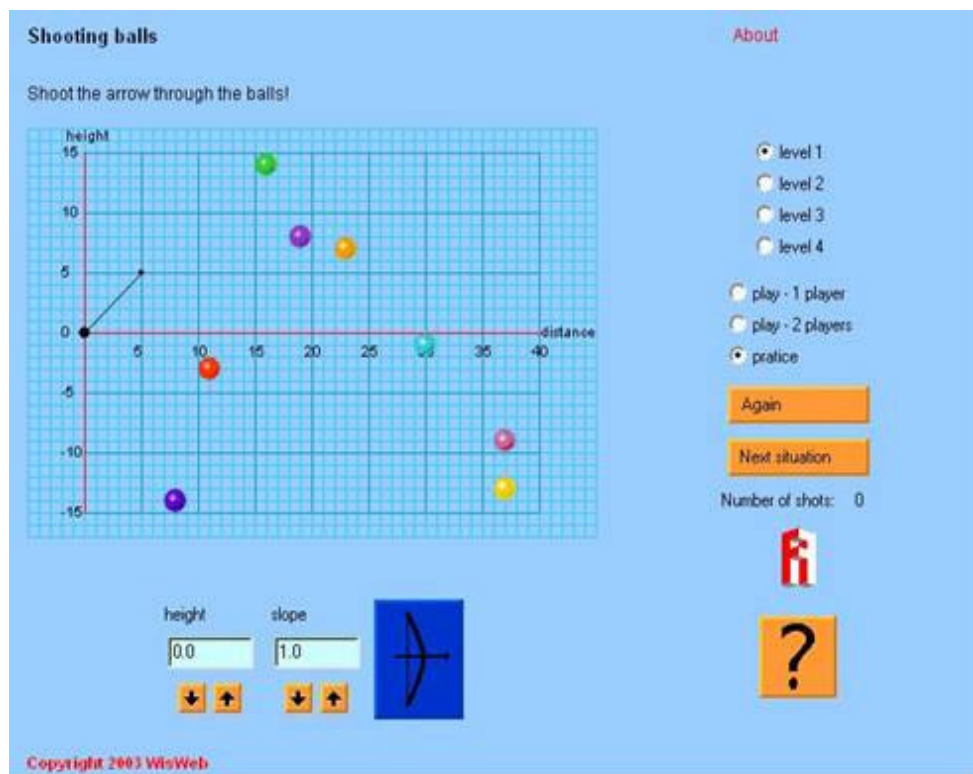 Shooting balls
About
Shoot the arrow through the balls!
height
15
10
5
0
-5
-10
-15
5 10 15 20 25 30 35 40
distance
level 1
level 2
level 3
level 4
play - 1 player
play - 2 players
pratice
Again
Next situation
Number of shots: 0
height slope
0.0 1.0
?
Copyright 2003 WisWeb